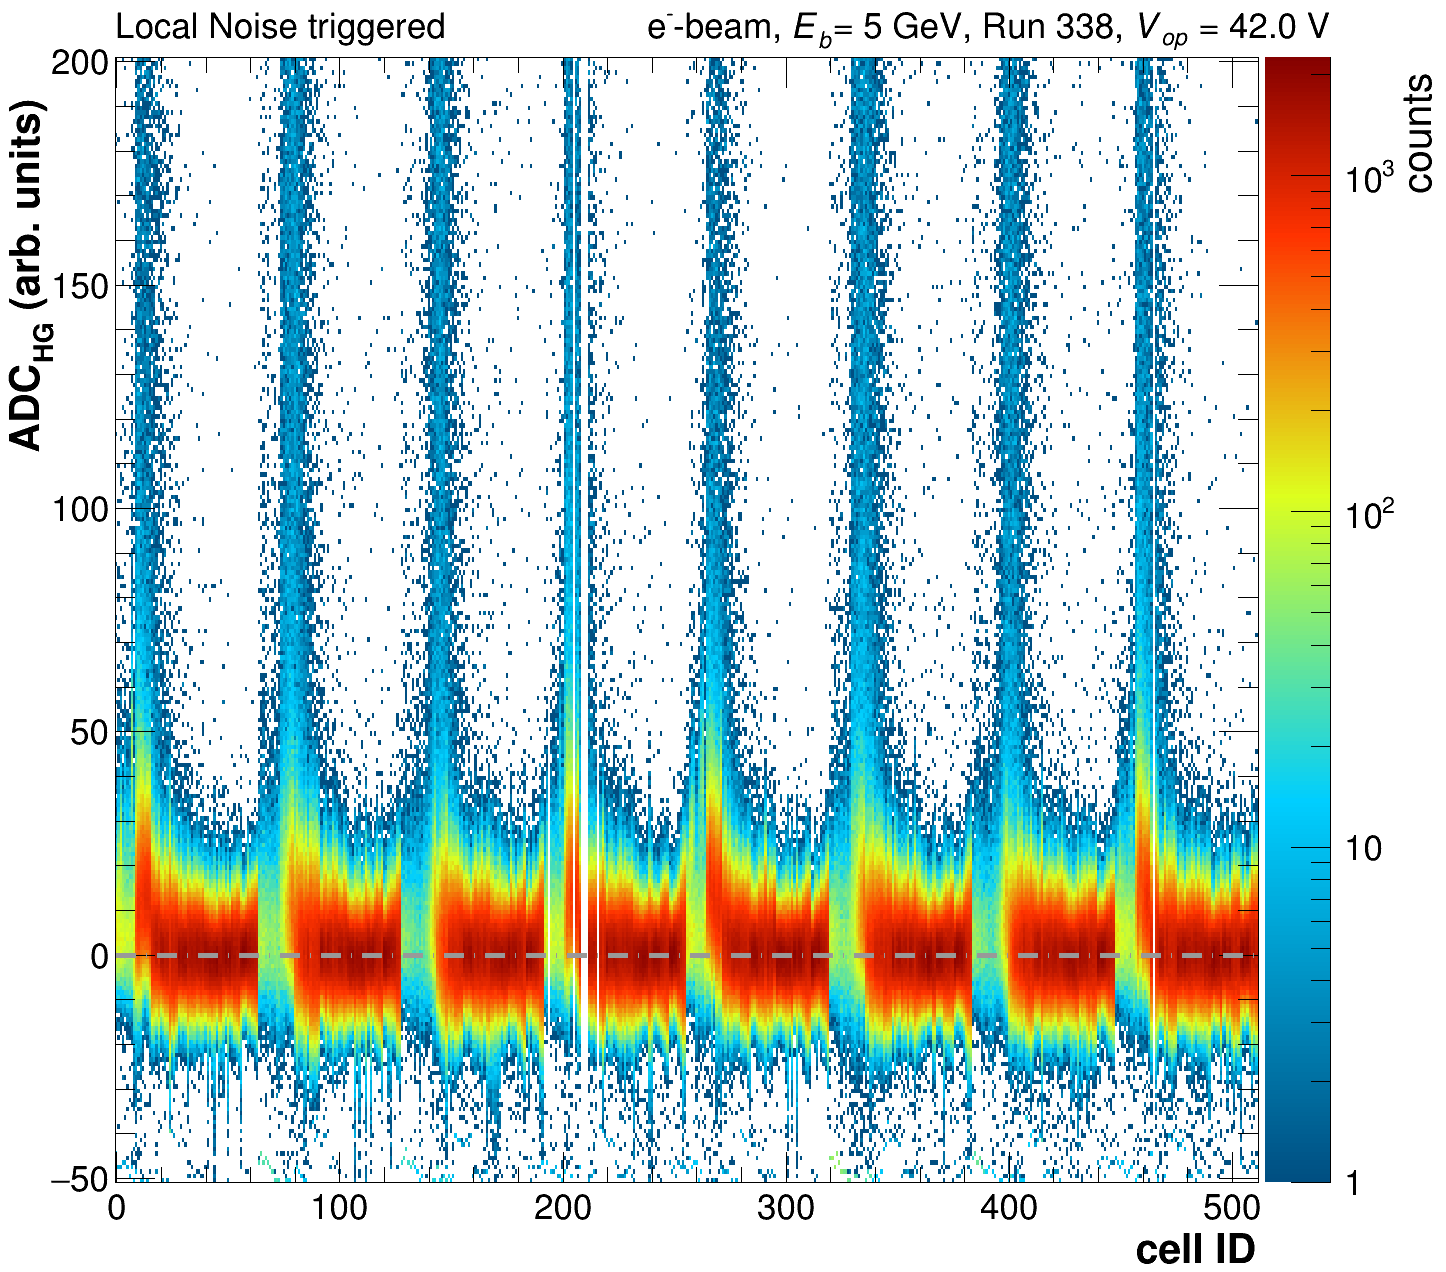 Local Noise triggered
e⁻-beam, E_b= 5 GeV, Run 338, V_op = 42.0 V
ADC_HG (arb. units)
200
150
100
50
0
−50
0 100 200 300 400 500
cell ID
counts
10³
10²
10
1